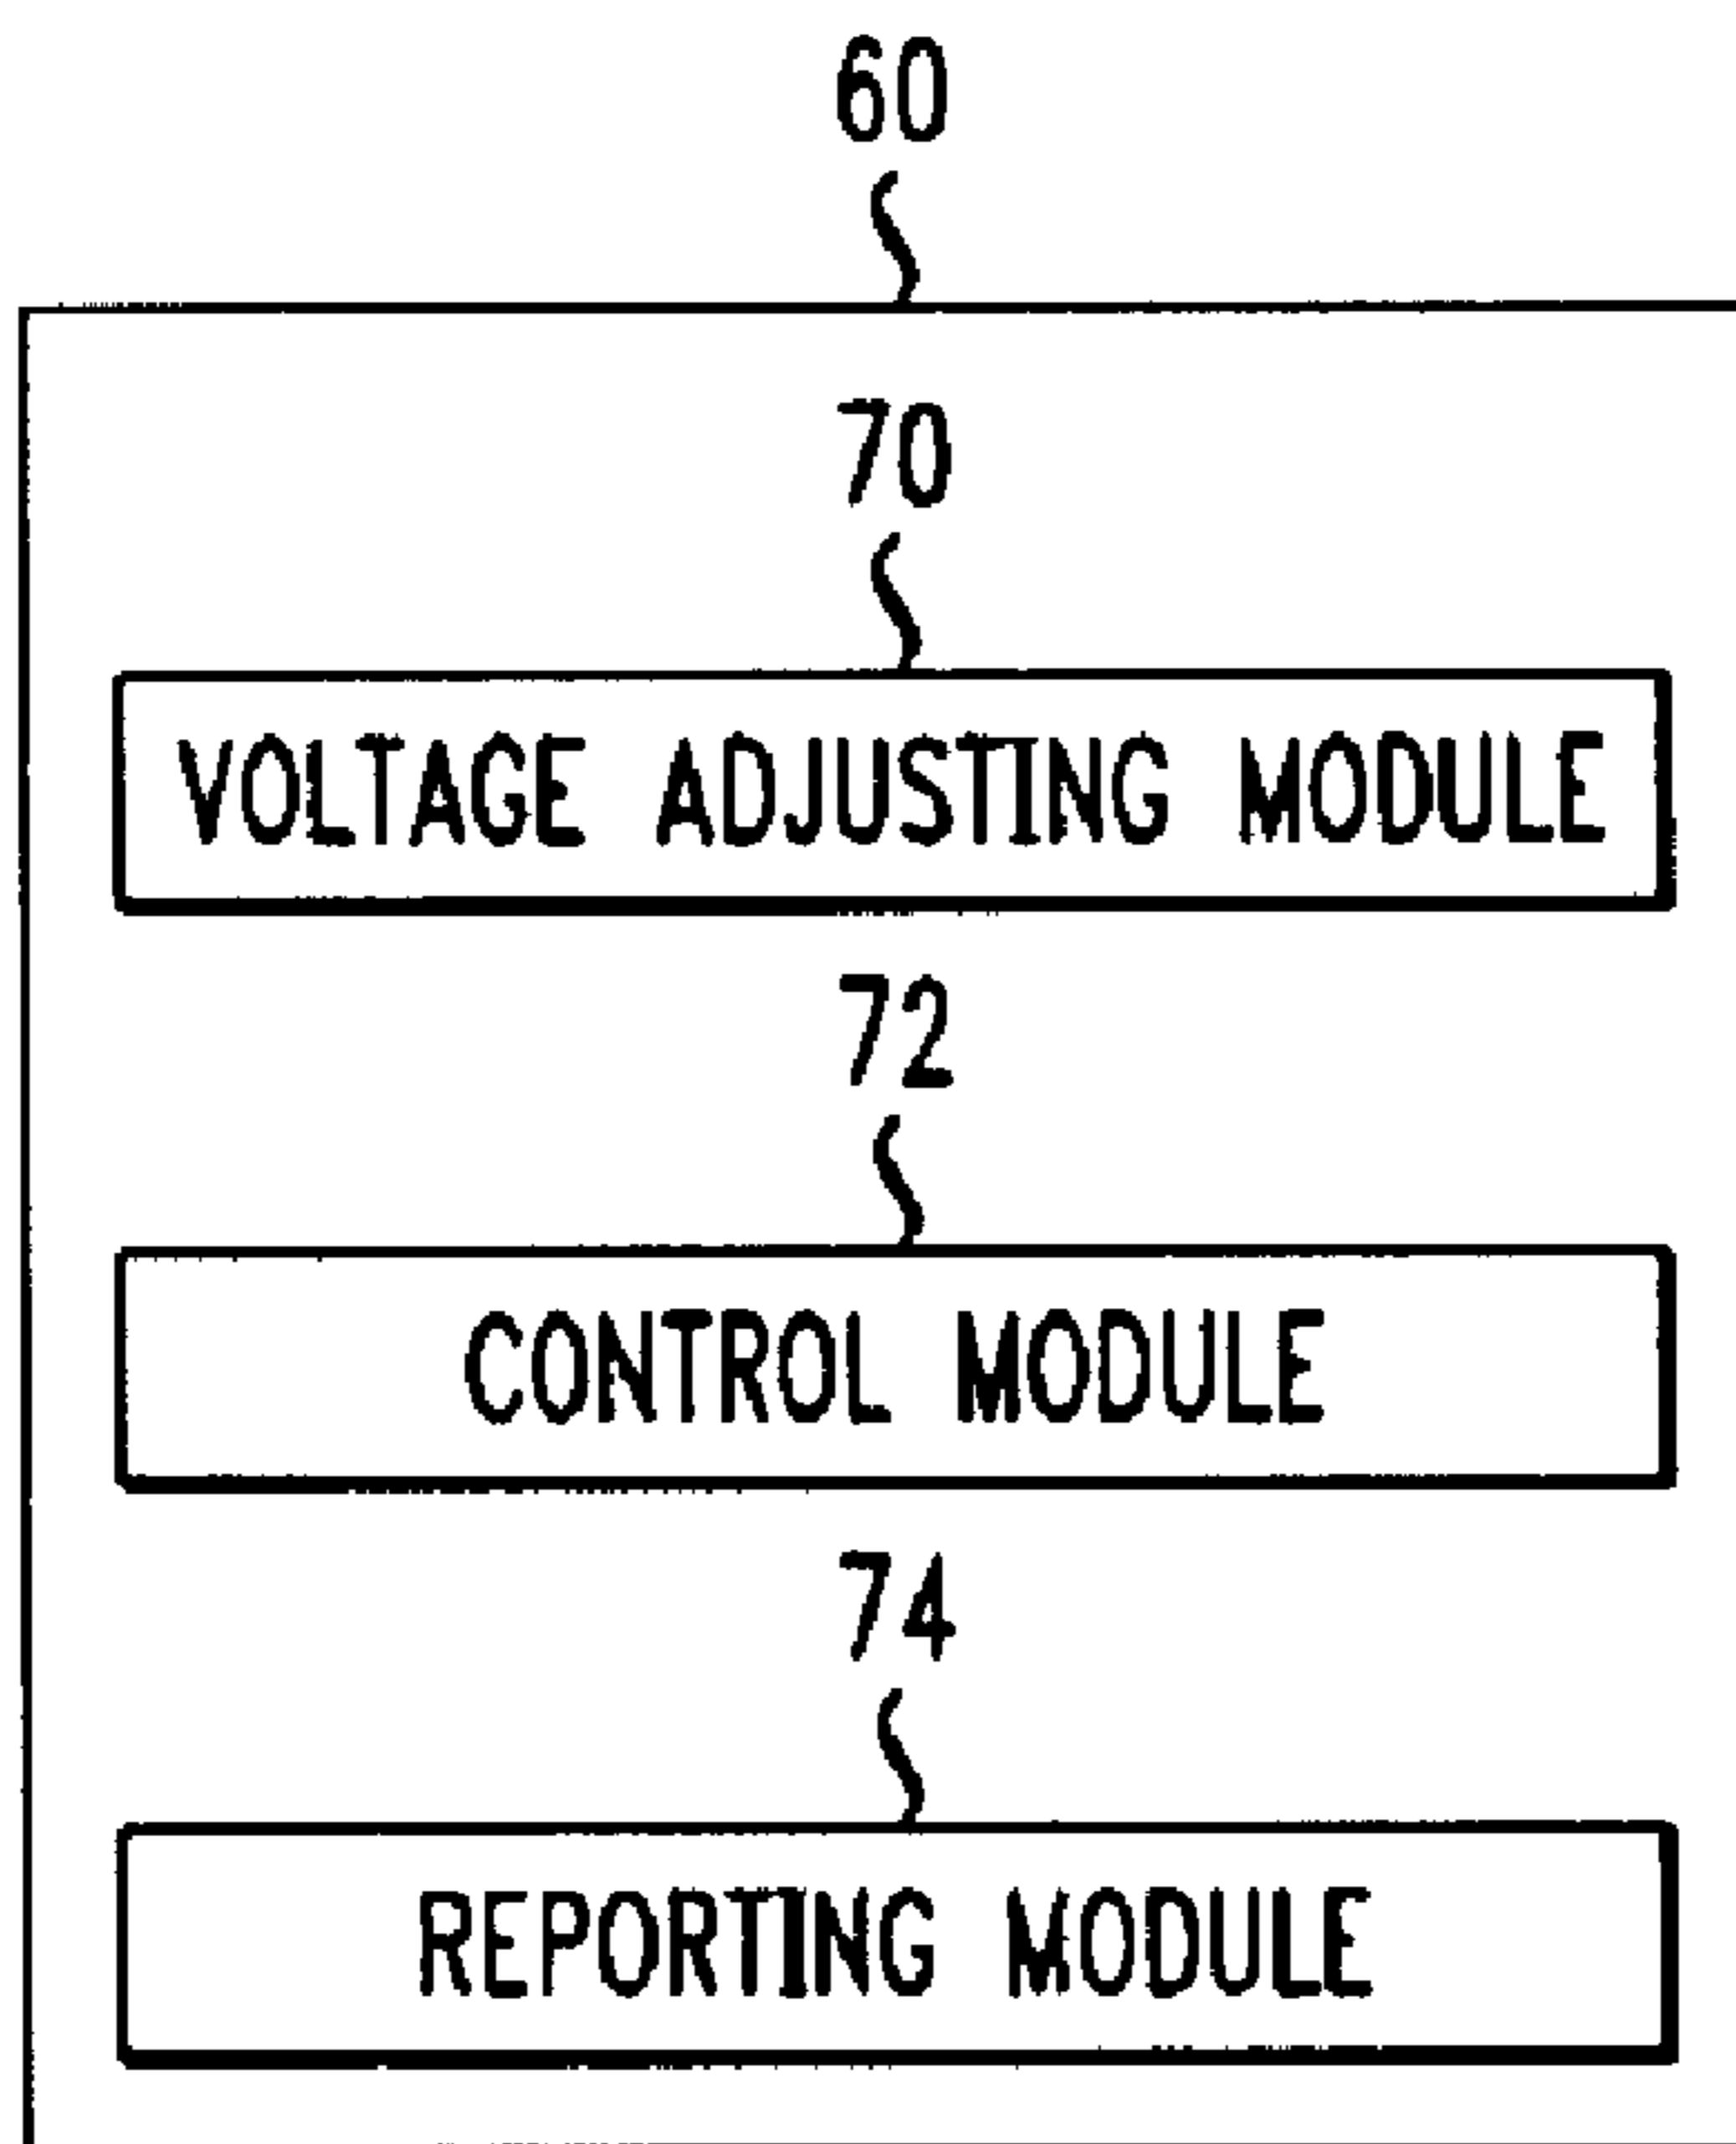 60
70
VOLTAGE ADJUSTING MODULE
72
CONTROL MODULE
74
REPORTING MODULE